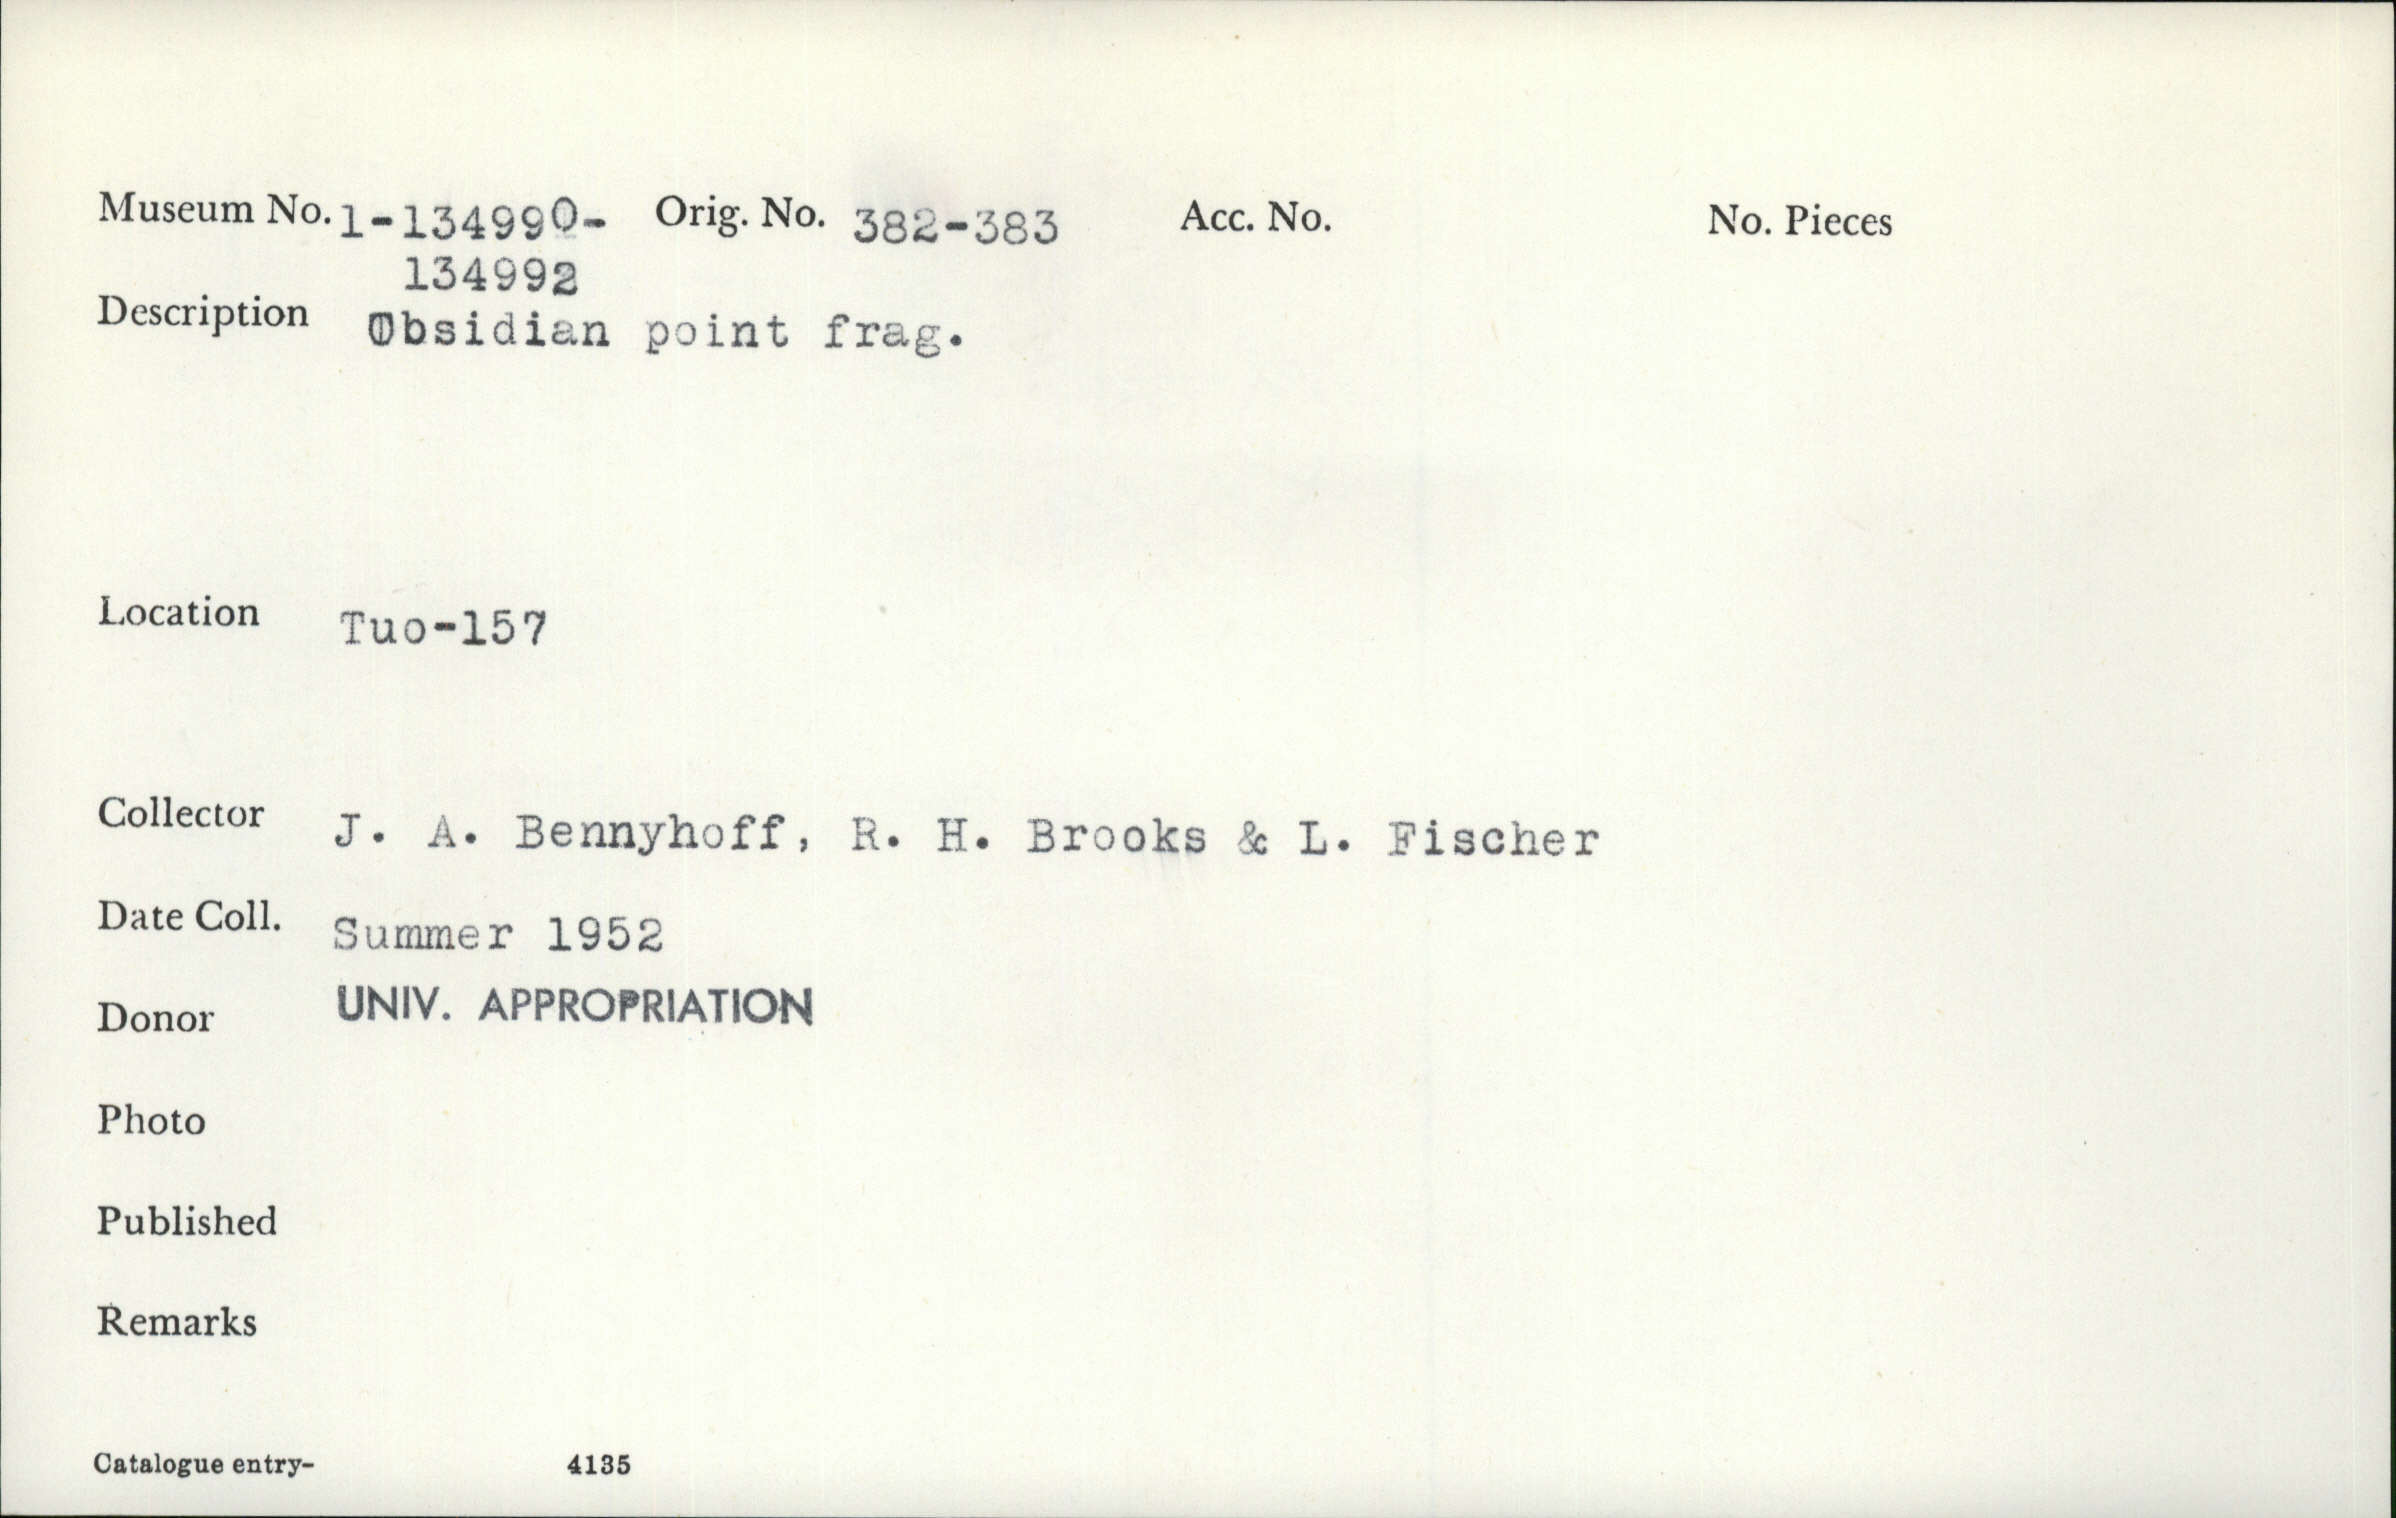 Museum No. 1-134990- Orig. No. 382-383 Acc. No. No. Pieces
134992
Description Obsidian point frag.
Location Tuo-157
Collector J. A. Bennyhoff, R. H. Brooks & L. Fischer
Date Coll. Summer 1952
Donor UNIV. APPROPRIATION
Photo
Published
Remarks
Catalogue entry- 4135